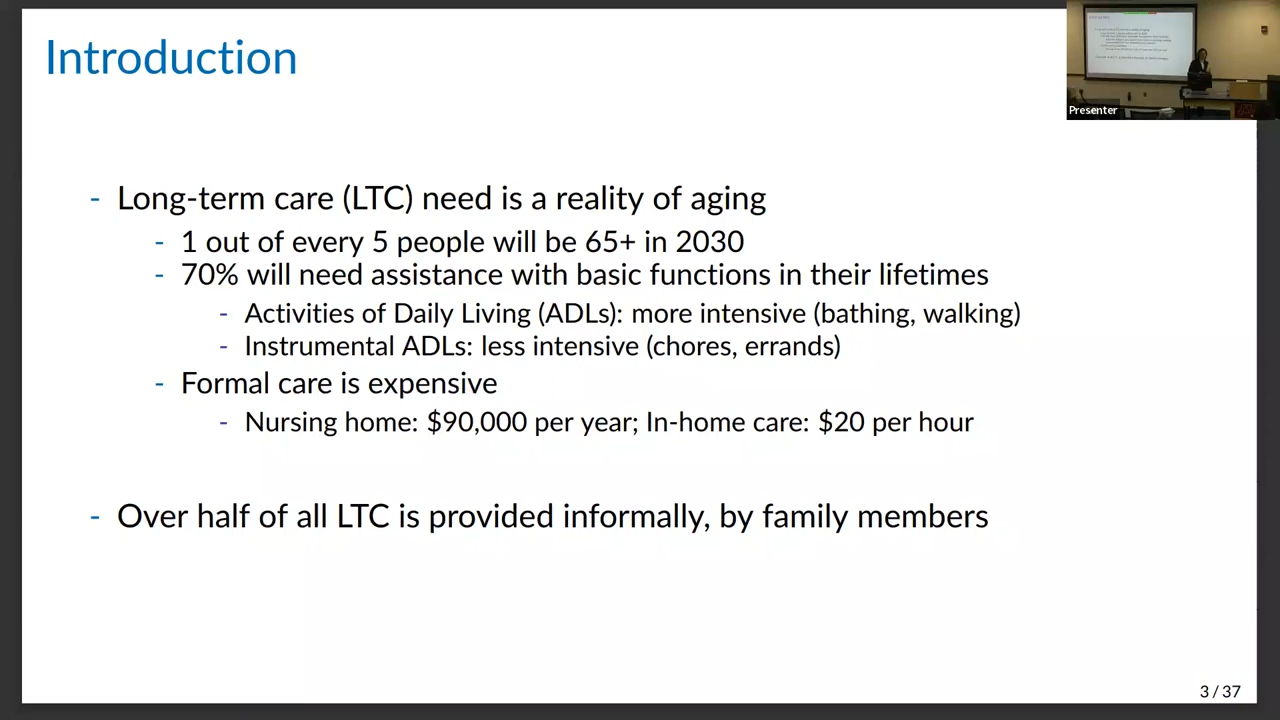 Introduction
Presenter
- Long-term care (LTC) need is a reality of aging
- 1 out of every 5 people will be 65+ in 2030
- 70% will need assistance with basic functions in their lifetimes
- Activities of Daily Living (ADLs): more intensive (bathing, walking)
- Instrumental ADLs: less intensive (chores, errands)
- Formal care is expensive
- Nursing home: $90,000 per year; In-home care: $20 per hour
- Over half of all LTC is provided informally, by family members
3 / 37